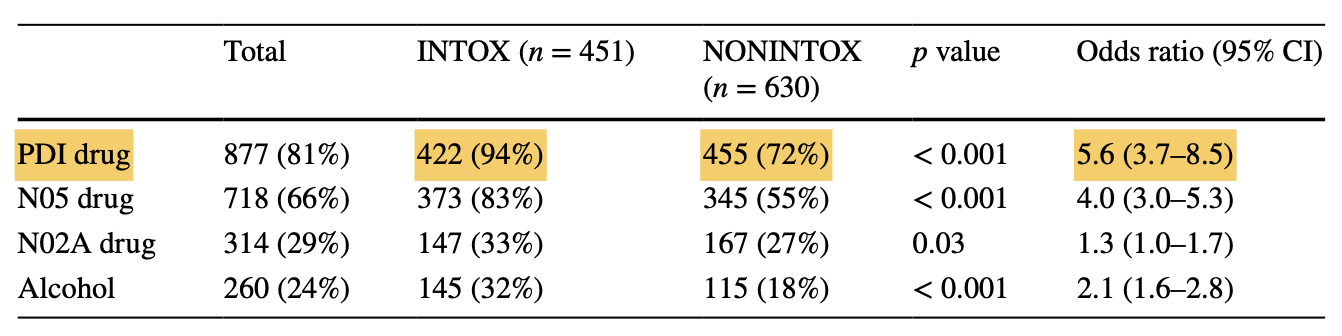 Total INTOX (n = 451) NONINTOX (n = 630) p value Odds ratio (95% CI)
PDI drug 877 (81%) 422 (94%) 455 (72%) < 0.001 5.6 (3.7–8.5)
N05 drug 718 (66%) 373 (83%) 345 (55%) < 0.001 4.0 (3.0–5.3)
N02A drug 314 (29%) 147 (33%) 167 (27%) 0.03 1.3 (1.0–1.7)
Alcohol 260 (24%) 145 (32%) 115 (18%) < 0.001 2.1 (1.6–2.8)